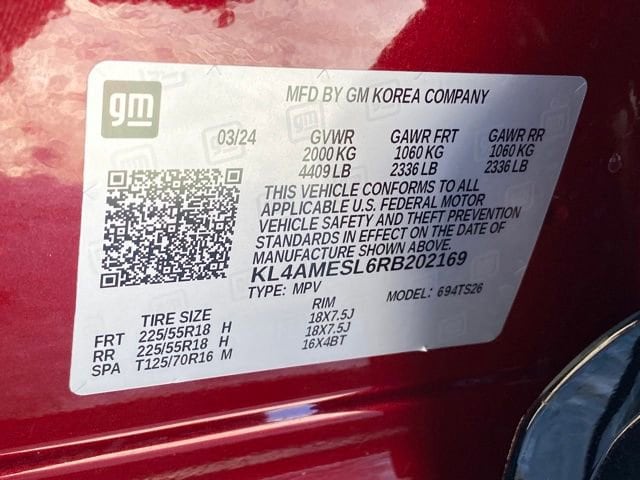 gm
MFD BY GM KOREA COMPANY
03/24 GVWR GAWR FRT GAWR RR
2000 KG 1060 KG 1060 KG
4409 LB 2336 LB 2336 LB
THIS VEHICLE CONFORMS TO ALL
APPLICABLE U.S. FEDERAL MOTOR
VEHICLE SAFETY AND THEFT PREVENTION
STANDARDS IN EFFECT ON THE DATE OF
MANUFACTURE SHOWN ABOVE.
KL4AMESL6RB202169
TYPE: MPV MODEL: 694TS26
TIRE SIZE RIM
FRT 225/55R18 H 18X7.5J
RR 225/55R18 H 18X7.5J
SPA T125/70R16 M 16X4BT